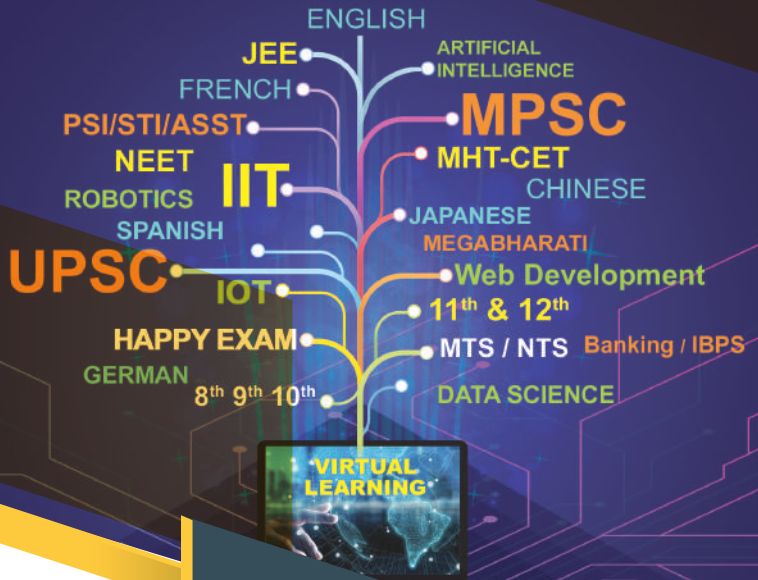 ENGLISH
JEE
ARTIFICIAL
INTELLIGENCE
FRENCH
MPSC
PSI/STI/ASST
NEET
MHT-CET
IIT
CHINESE
ROBOTICS
JAPANESE
SPANISH
MEGABHARATI
UPSC
Web Development
IOT
11th & 12th
HAPPY EXAM
MTS / NTS
Banking / IBPS
GERMAN
8th 9th 10th
DATA SCIENCE
VIRTUAL
LEARNING